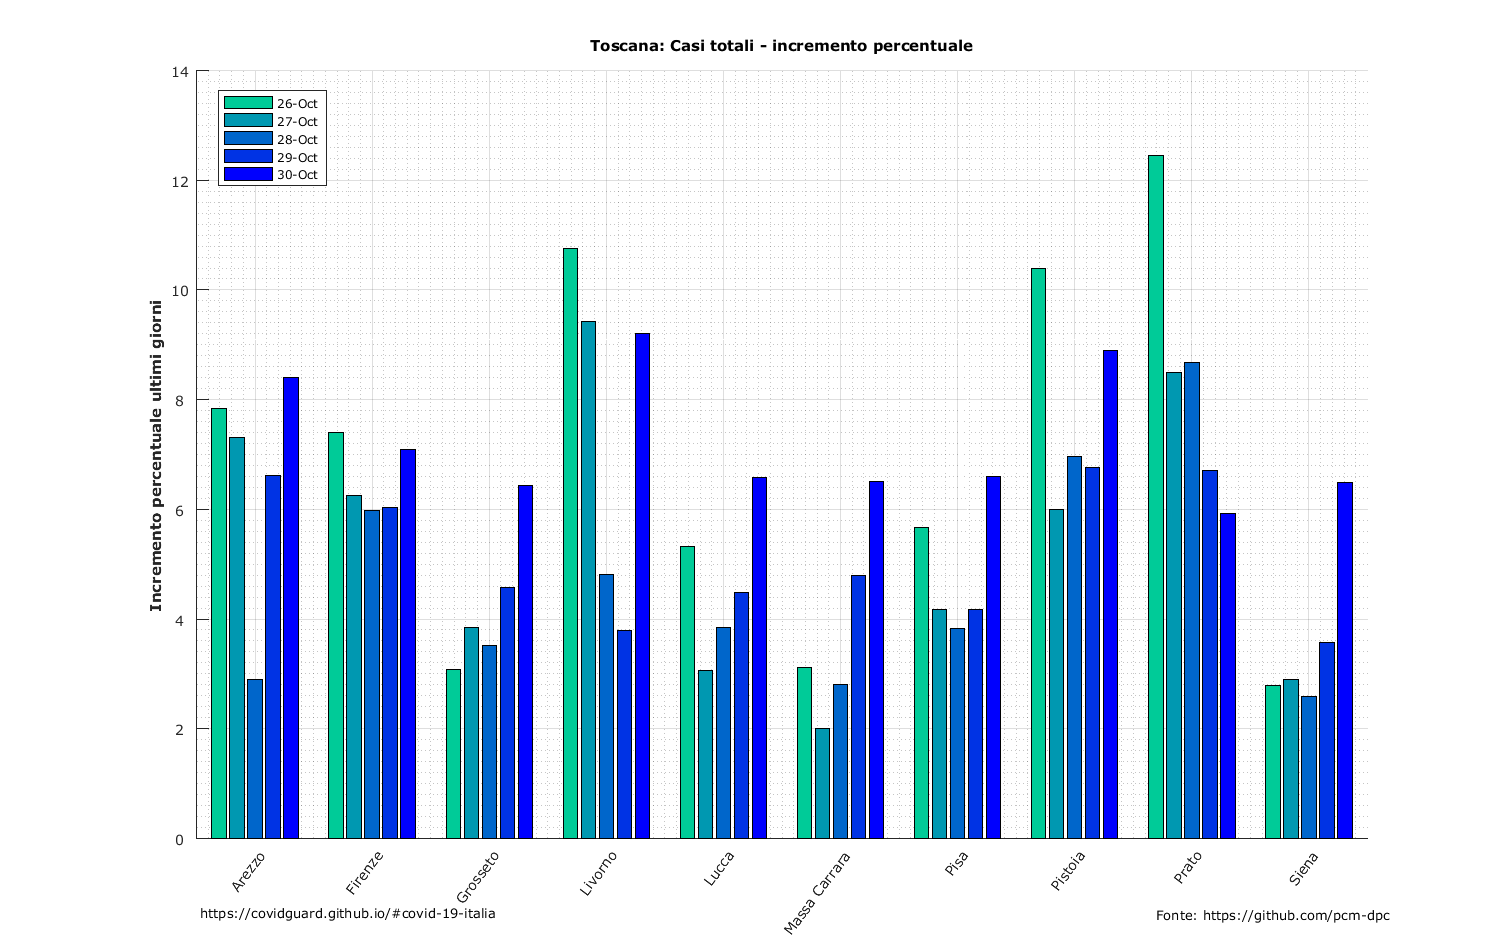 Toscana: Casi totali - incremento percentuale
14
12
10
8
6
4
2
0
Incremento percentuale ultimi giorni
26-Oct
27-Oct
28-Oct
29-Oct
30-Oct
Arezzo
Firenze
Grosseto
Livorno
Lucca
Massa Carrara
Pisa
Pistoia
Prato
Siena
https://covidguard.github.io/#covid-19-italia
Fonte: https://github.com/pcm-dpc